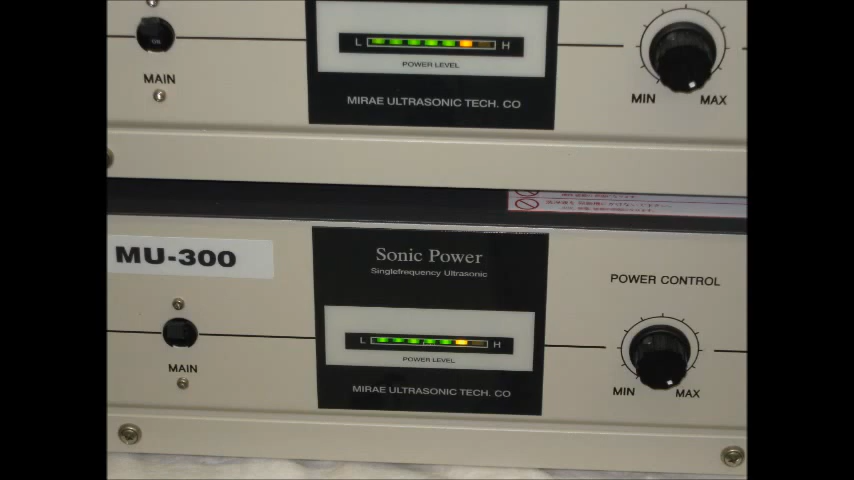 L H
POWER LEVEL
MAIN
MIN MAX
MIRAE ULTRASONIC TECH. CO
MU-300
Sonic Power
Singlefrequency Ultrasonic
POWER CONTROL
L H
POWER LEVEL
MAIN
MIN MAX
MIRAE ULTRASONIC TECH. CO